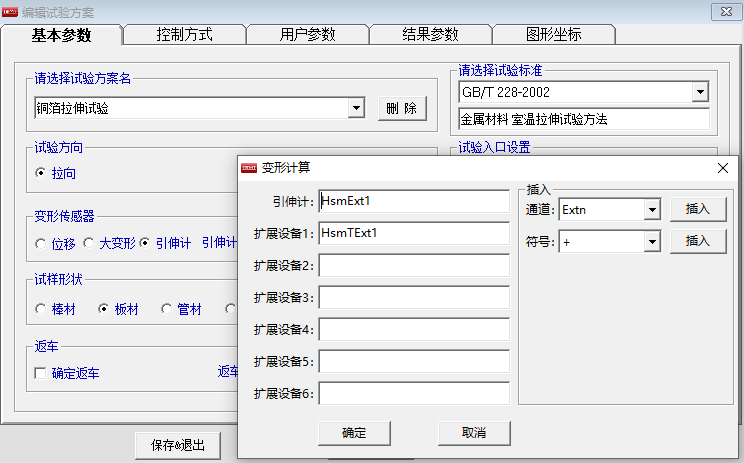 编辑试验方案
基本参数
控制方式
用户参数
结果参数
图形坐标
请选择试验方案名
铜箔拉伸试验
删 除
请选择试验标准
GB/T 228-2002
金属材料 室温拉伸试验方法
试验方向
拉向
试验入口设置
变形传感器
位移
大变形
引伸计
引伸计
试样形状
棒材
板材
管材
返车
确定返车
返车
保存&退出
变形计算
引伸计:
HsmExt1
扩展设备1:
HsmTExt1
扩展设备2:
扩展设备3:
扩展设备4:
扩展设备5:
扩展设备6:
确定
取消
插入
通道:
Extn
插入
符号:
+
插入